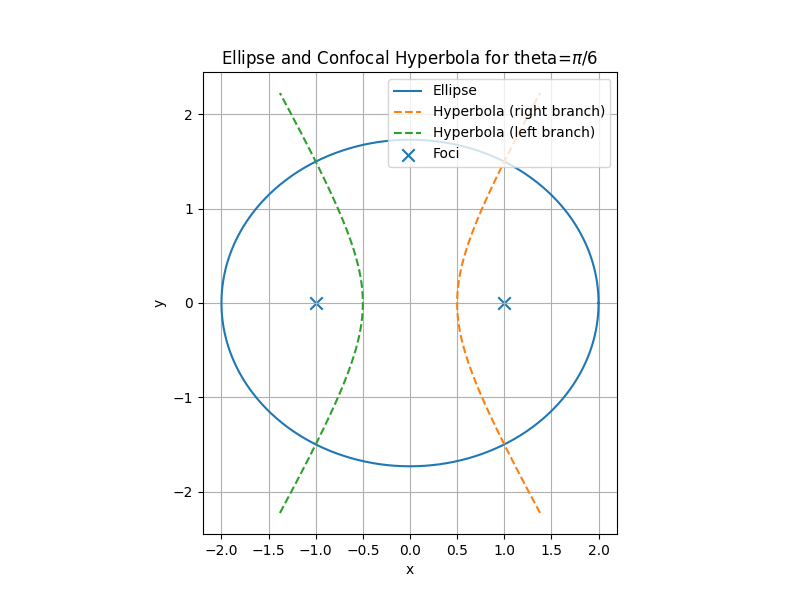 Ellipse and Confocal Hyperbola for theta=π/6
Ellipse
Hyperbola (right branch)
Hyperbola (left branch)
Foci
2
1
0
−1
−2
y
−2.0 −1.5 −1.0 −0.5 0.0 0.5 1.0 1.5 2.0
x